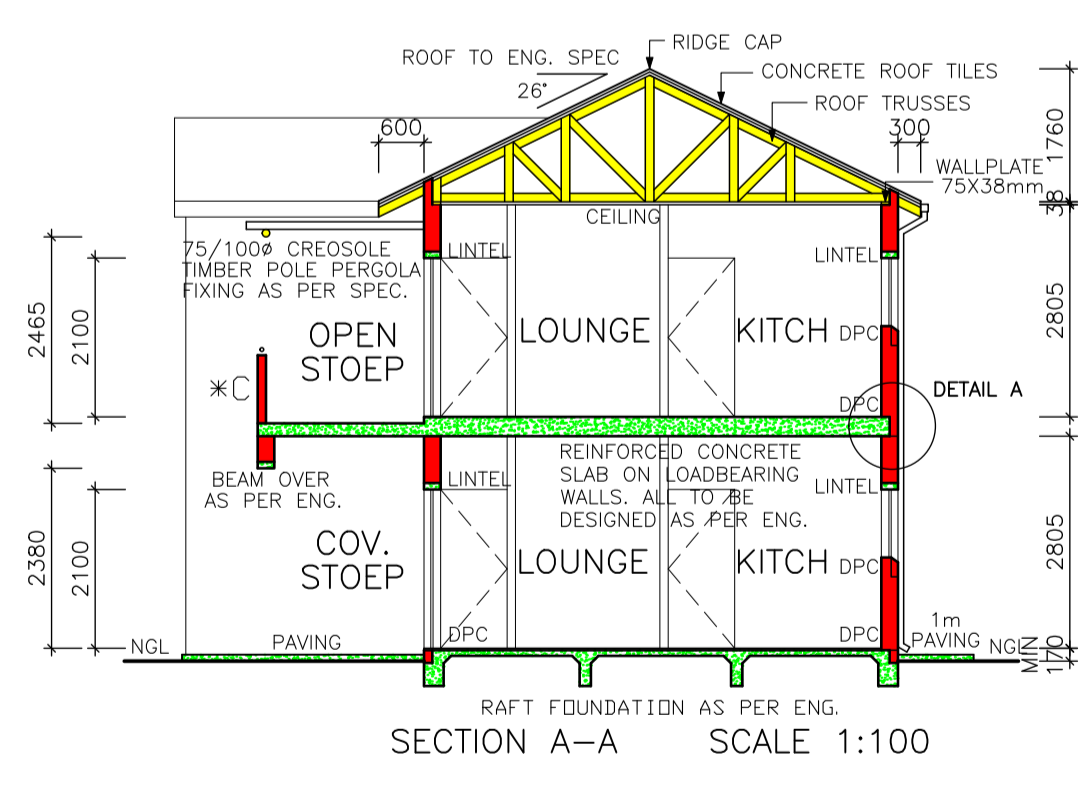 RIDGE CAP
ROOF TO ENG. SPEC
26°
CONCRETE ROOF TILES
ROOF TRUSSES
600
300
1760
WALLPLATE
75X38mm
38
CEILING
75/100ø CREOSOLE
TIMBER POLE PERGOLA
FIXING AS PER SPEC.
LINTEL
LINTEL
2465
2100
2805
OPEN
STOEP
LOUNGE
KITCH
DPC
*C
DPC
DETAIL A
BEAM OVER
AS PER ENG.
LINTEL
REINFORCED CONCRETE
SLAB ON LOADBEARING
WALLS. ALL TO BE
DESIGNED AS PER ENG.
LINTEL
2380
2100
2805
COV.
STOEP
LOUNGE
KITCH
DPC
NGL
PAVING
DPC
DPC
1m
PAVING
NGL
MIN
170
RAFT FOUNDATION AS PER ENG.
SECTION A-A
SCALE 1:100